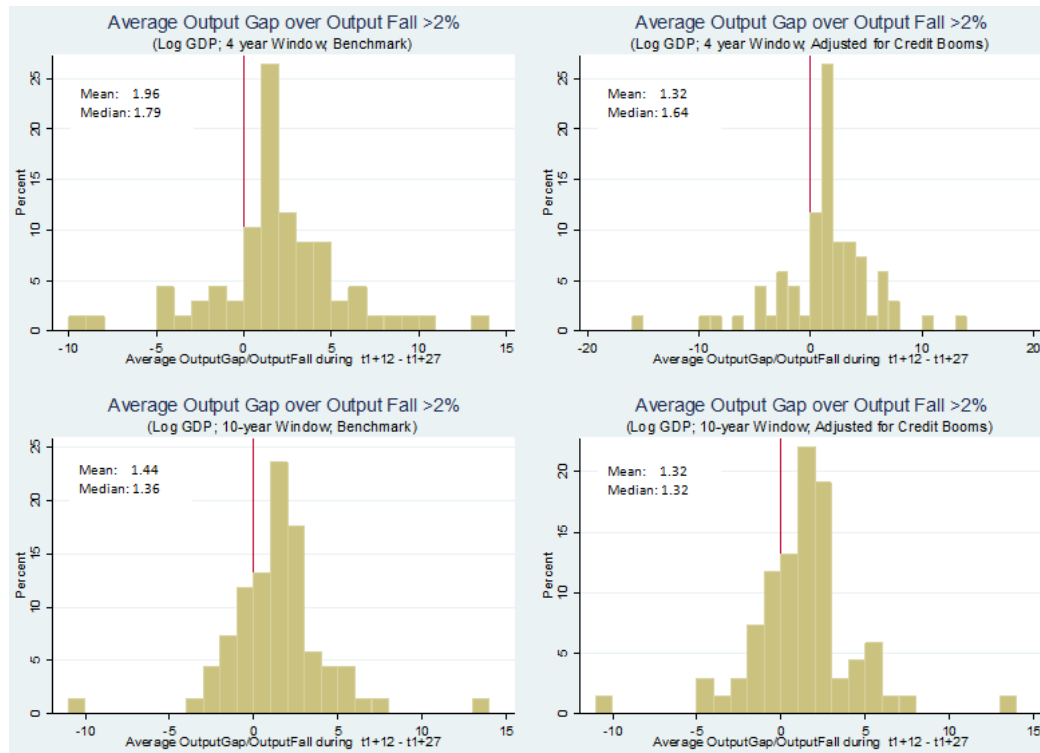 Average Output Gap over Output Fall >2%
(Log GDP; 4 year Window; Benchmark)
Mean: 1.96
Median: 1.79
Percent
0
5
10
15
20
25
-10
-5
0
5
10
15
Average OutputGap/OutputFall during t1+12 - t1+27
Average Output Gap over Output Fall >2%
(Log GDP; 4 year Window; Adjusted for Credit Booms)
Mean: 1.32
Median: 1.64
Percent
0
5
10
15
20
25
-20
-10
0
10
20
Average OutputGap/OutputFall during t1+12 - t1+27
Average Output Gap over Output Fall >2%
(Log GDP; 10-year Window; Benchmark)
Mean: 1.44
Median: 1.36
Percent
0
5
10
15
20
25
-10
-5
0
5
10
15
Average OutputGap/OutputFall during t1+12 - t1+27
Average Output Gap over Output Fall >2%
(Log GDP; 10-year Window; Adjusted for Credit Booms)
Mean: 1.32
Median: 1.32
Percent
0
5
10
15
20
-10
-5
0
5
10
15
Average OutputGap/OutputFall during t1+12 - t1+27